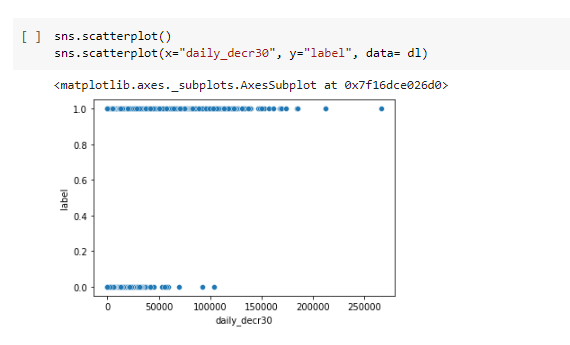 [ ] sns.scatterplot()
sns.scatterplot(x="daily_decr30", y="label", data= dl)
<matplotlib.axes._subplots.AxesSubplot at 0x7f16dce026d0>
1.0
0.8
0.6
label
0.4
0.2
0.0
0 50000 100000 150000 200000 250000
daily_decr30